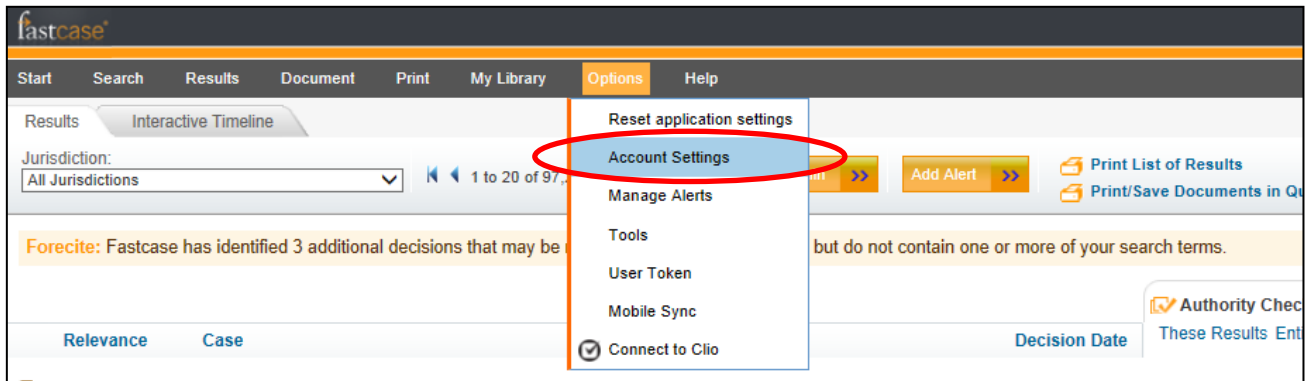 fastcase
Start Search Results Document Print My Library Options Help
Results Interactive Timeline
Reset application settings
Account Settings
Manage Alerts
Tools
User Token
Mobile Sync
Connect to Clio
Jurisdiction:
All Jurisdictions
1 to 20 of 97,
>> Add Alert >>
Print List of Results
Print/Save Documents in
Forecite: Fastcase has identified 3 additional decisions that may be but do not contain one or more of your search terms.
Authority
Relevance Case Decision Date These Results